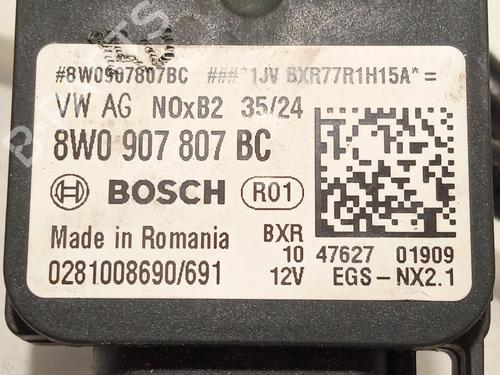 #8W0907807BC ###*1JV BXR77R1H15A*=
VW AG NOxB2 35/24
8W0 907 807 BC
BOSCH R01
Made in Romania BXR
10 47627 01909
0281008690/691 12V EGS-NX2.1